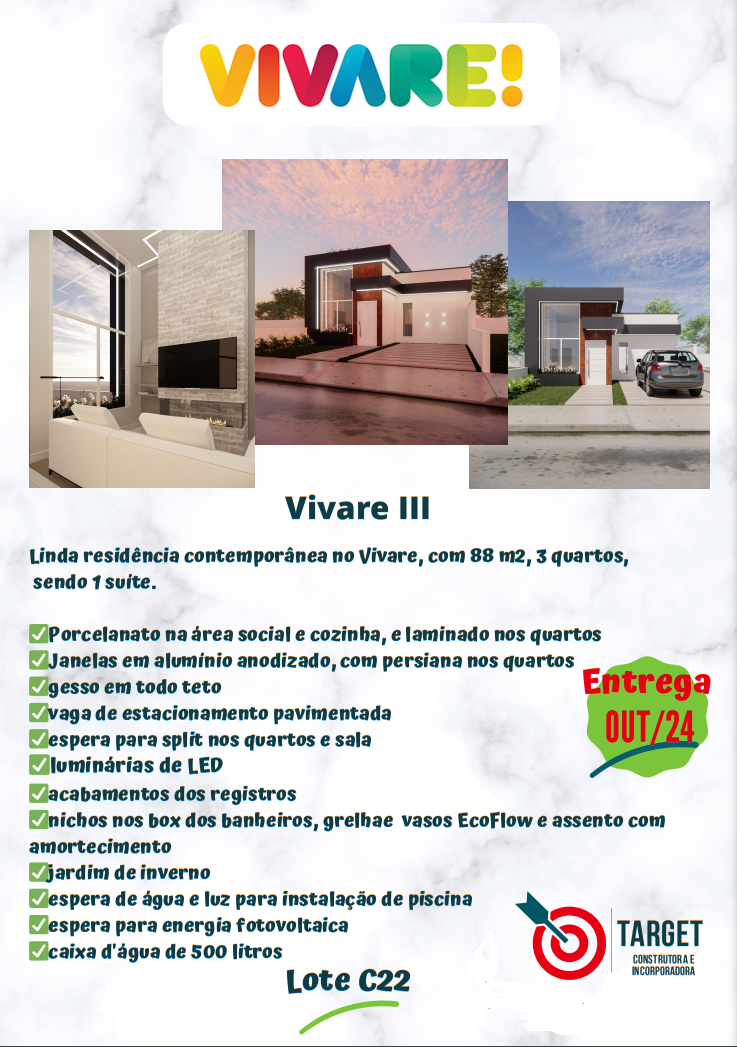 VIVARE!
Vivare III
Linda residência contemporânea no Vivare, com 88 m2, 3 quartos,
sendo 1 suíte.
✅Porcelanato na área social e cozinha, e laminado nos quartos
✅Janelas em alumínio anodizado, com persiana nos quartos
✅gesso em todo teto
✅vaga de estacionamento pavimentada
✅espera para split nos quartos e sala
✅luminárias de LED
✅acabamentos dos registros
✅nichos nos box dos banheiros, grelhae vasos EcoFlow e assento com
amortecimento
✅jardim de inverno
✅espera de água e luz para instalação de piscina
✅espera para energia fotovoltaica
✅caixa d'água de 500 litros
Entrega
OUT/24
Lote C22
TARGET
CONSTRUTORA E
INCORPORADORA